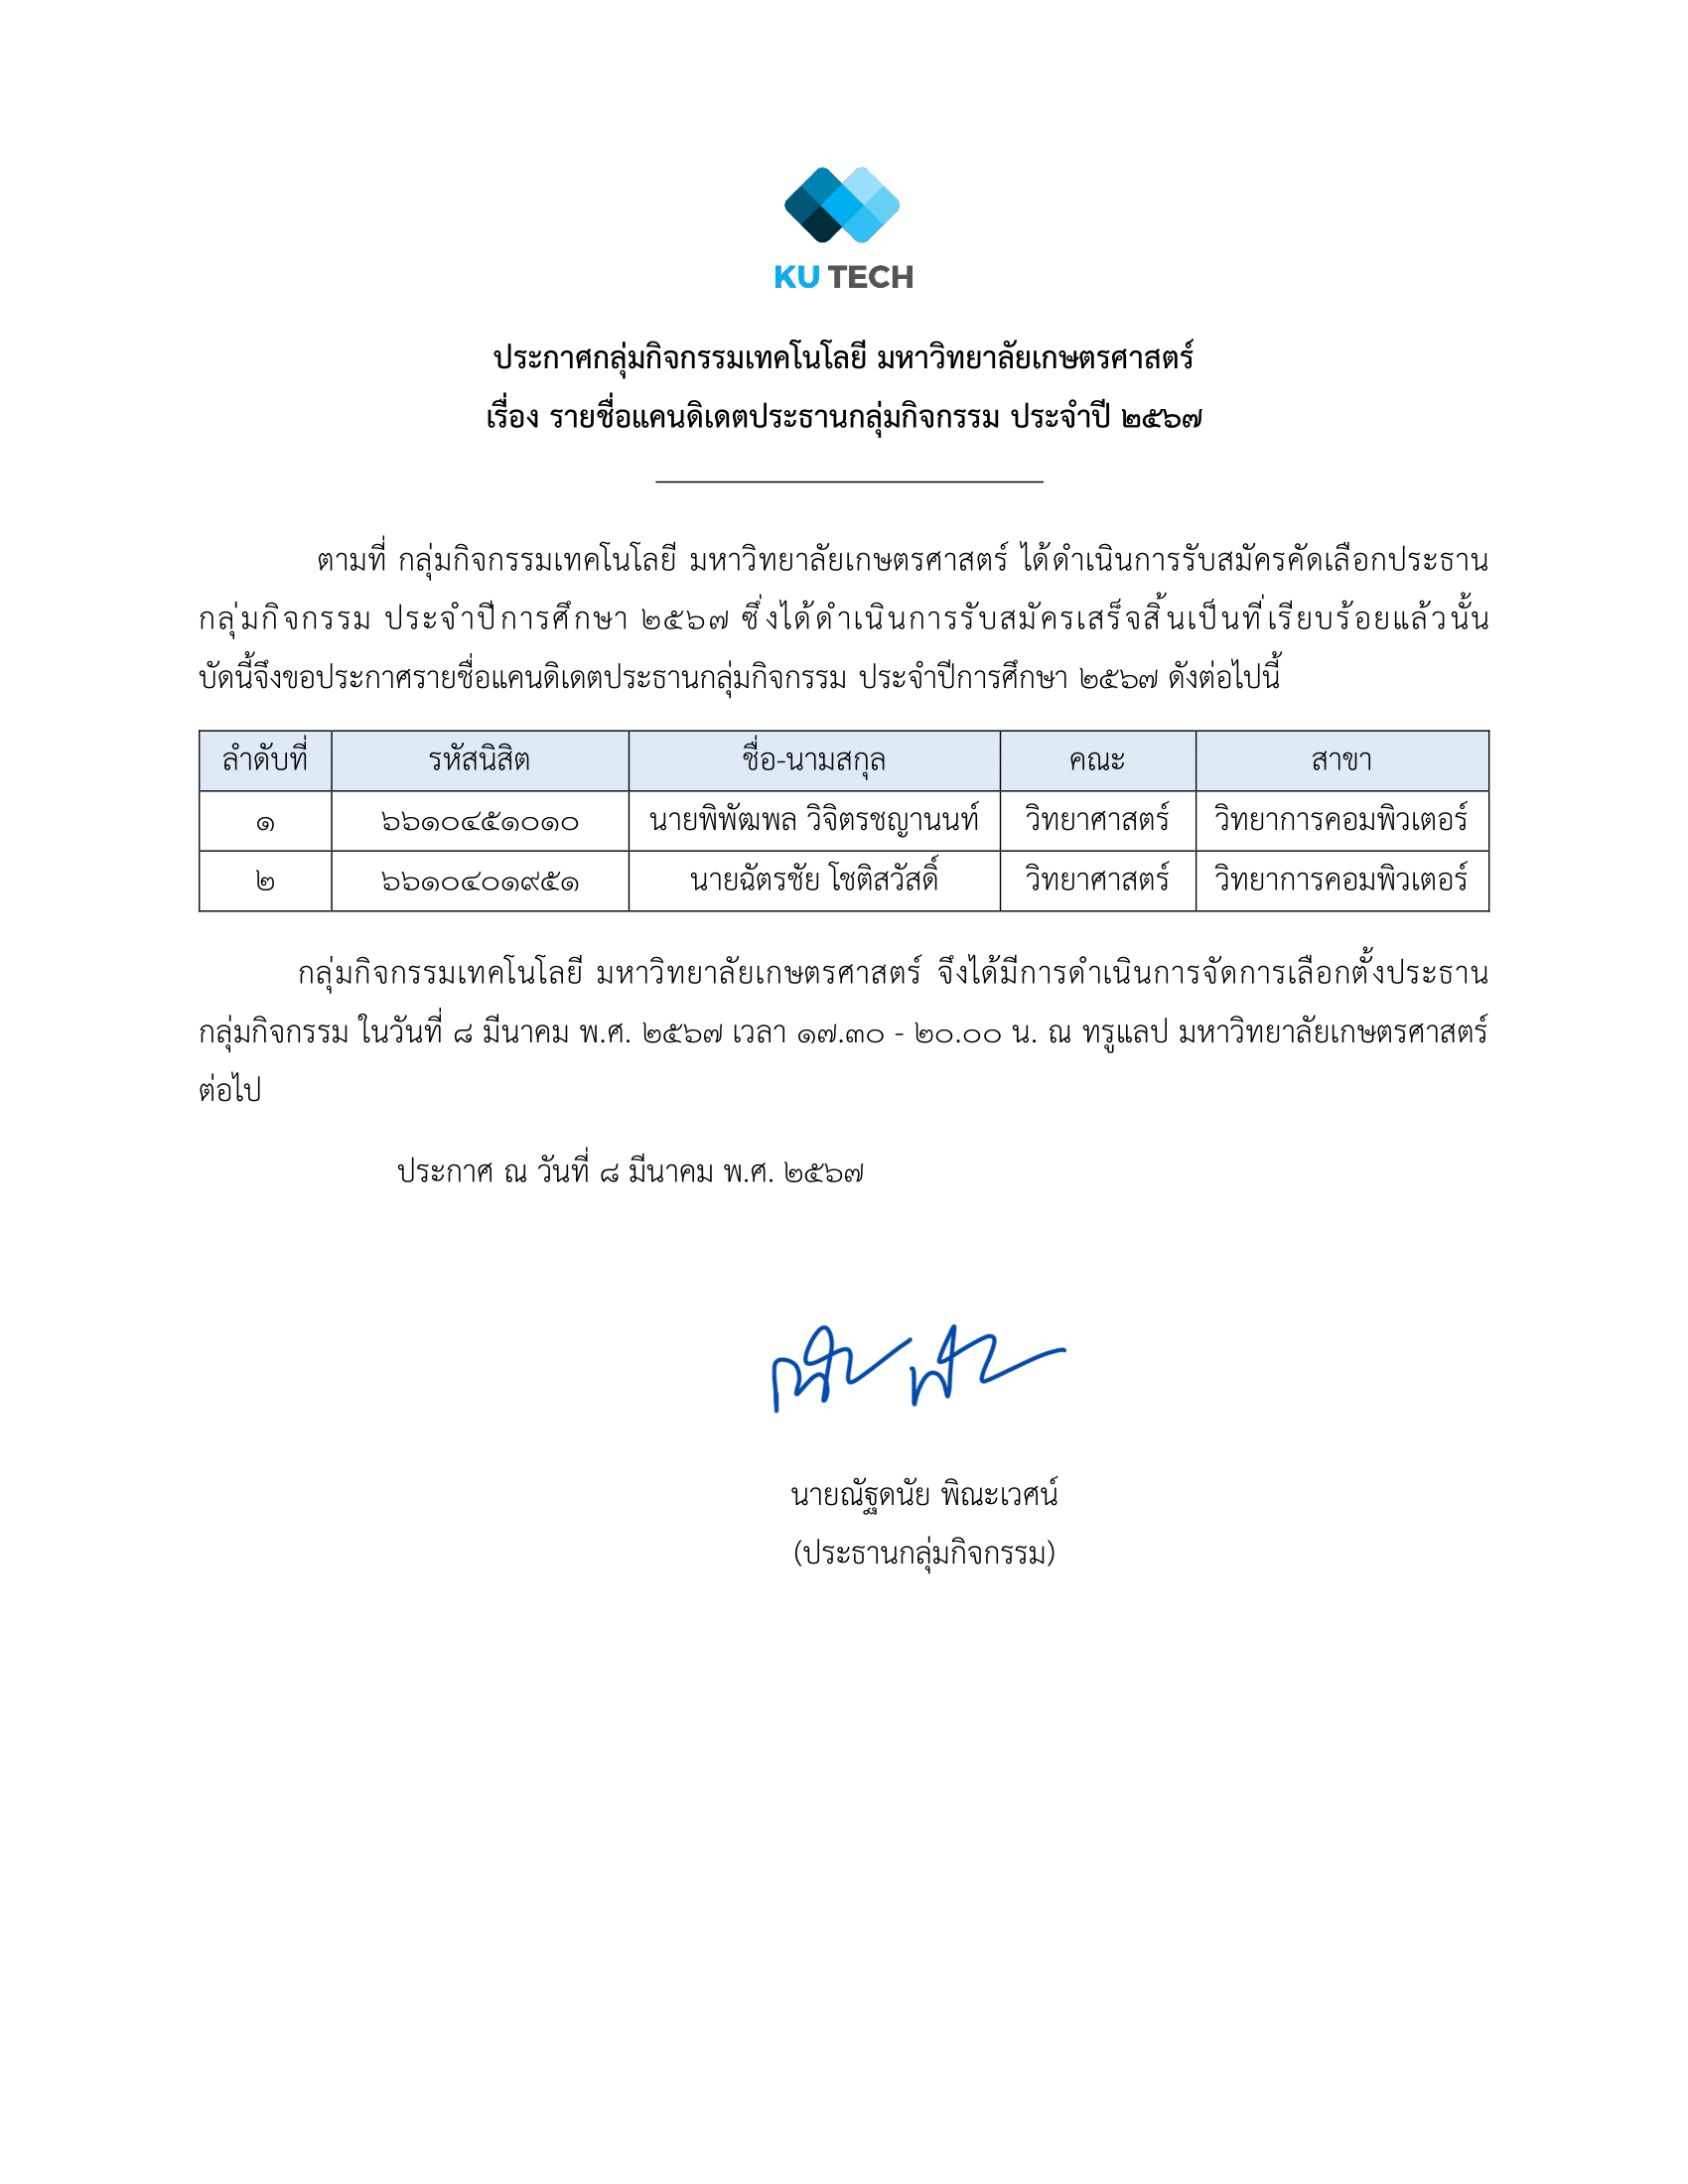 KU TECH
ประกาศกลุ่มกิจกรรมเทคโนโลยี มหาวิทยาลัยเกษตรศาสตร์
เรื่อง รายชื่อแคนดิเดตประธานกลุ่มกิจกรรม ประจำปี ๒๕๖๗
ตามที่ กลุ่มกิจกรรมเทคโนโลยี มหาวิทยาลัยเกษตรศาสตร์ ได้ดำเนินการรับสมัครคัดเลือกประธาน
กลุ่มกิจกรรม ประจำปีการศึกษา ๒๕๖๗ ซึ่งได้ดำเนินการรับสมัครเสร็จสิ้นเป็นที่เรียบร้อยแล้วนั้น
บัดนี้จึงขอประกาศรายชื่อแคนดิเดตประธานกลุ่มกิจกรรม ประจำปีการศึกษา ๒๕๖๗ ดังต่อไปนี้
ลำดับที่ รหัสนิสิต ชื่อ-นามสกุล คณะ สาขา
๑ ๖๖๑๐๔๕๑๐๑๐ นายพิพัฒพล วิจิตรชญานนท์ วิทยาศาสตร์ วิทยาการคอมพิวเตอร์
๒ ๖๖๑๐๔๐๑๙๕๑ นายฉัตรชัย โชติสวัสดิ์ วิทยาศาสตร์ วิทยาการคอมพิวเตอร์
กลุ่มกิจกรรมเทคโนโลยี มหาวิทยาลัยเกษตรศาสตร์ จึงได้มีการดำเนินการจัดการเลือกตั้งประธาน
กลุ่มกิจกรรม ในวันที่ ๘ มีนาคม พ.ศ. ๒๕๖๗ เวลา ๑๗.๓๐ - ๒๐.๐๐ น. ณ ทรูแลป มหาวิทยาลัยเกษตรศาสตร์
ต่อไป
ประกาศ ณ วันที่ ๘ มีนาคม พ.ศ. ๒๕๖๗
นายณัฐดนัย พิณะเวศน์
(ประธานกลุ่มกิจกรรม)